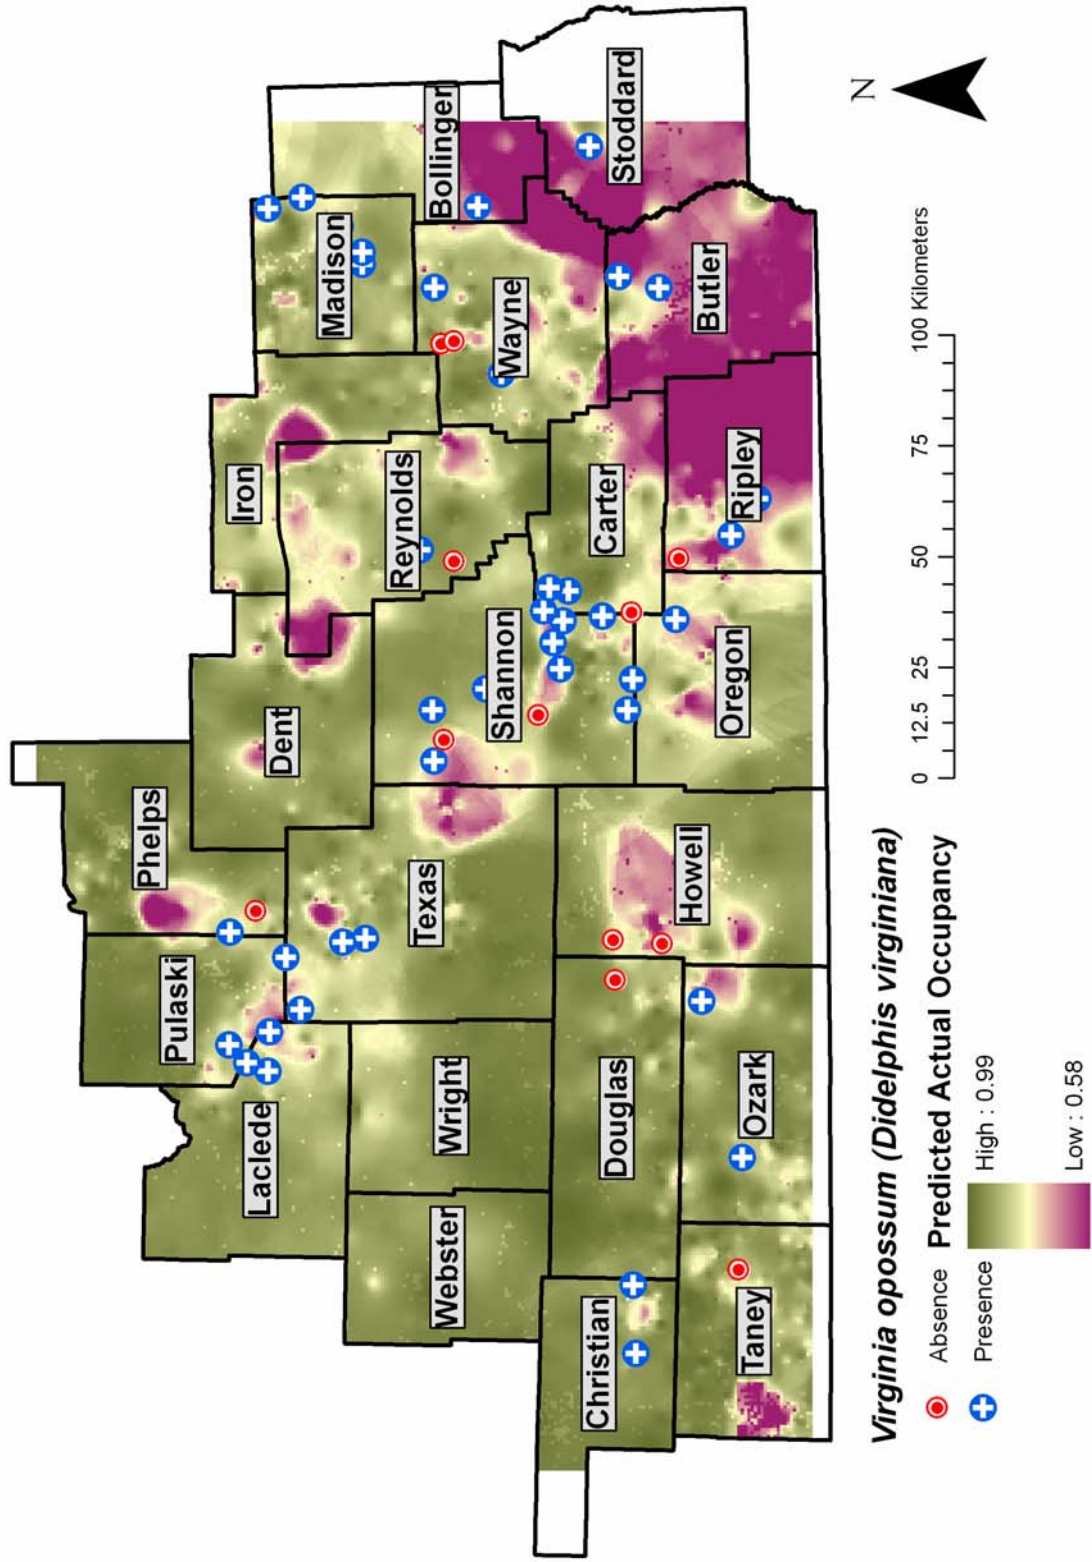 Phelps
Pulaski
Laclede
Dent
Iron
Madison
Bollinger
Webster
Wright
Texas
Shannon
Reynolds
Wayne
Christian
Douglas
Howell
Carter
Stoddard
Taney
Ozark
Oregon
Ripley
Butler
Virginia opossum (Didelphis virginiana)
Absence
Presence
Predicted Actual Occupancy
High : 0.99
Low : 0.58
0 12.5 25 50 75 100 Kilometers
N